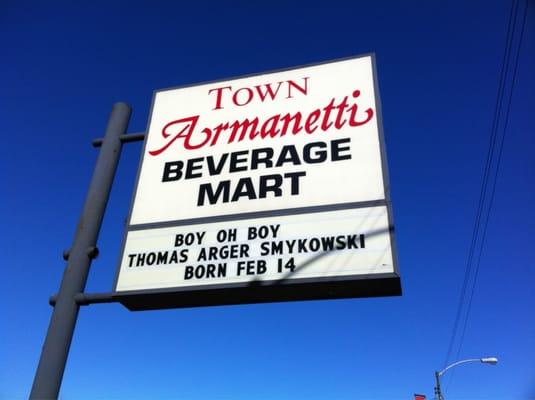 TOWN
Armanetti
BEVERAGE
MART
BOY OH BOY
THOMAS ARGER SMYKOWSKI
BORN FEB 14